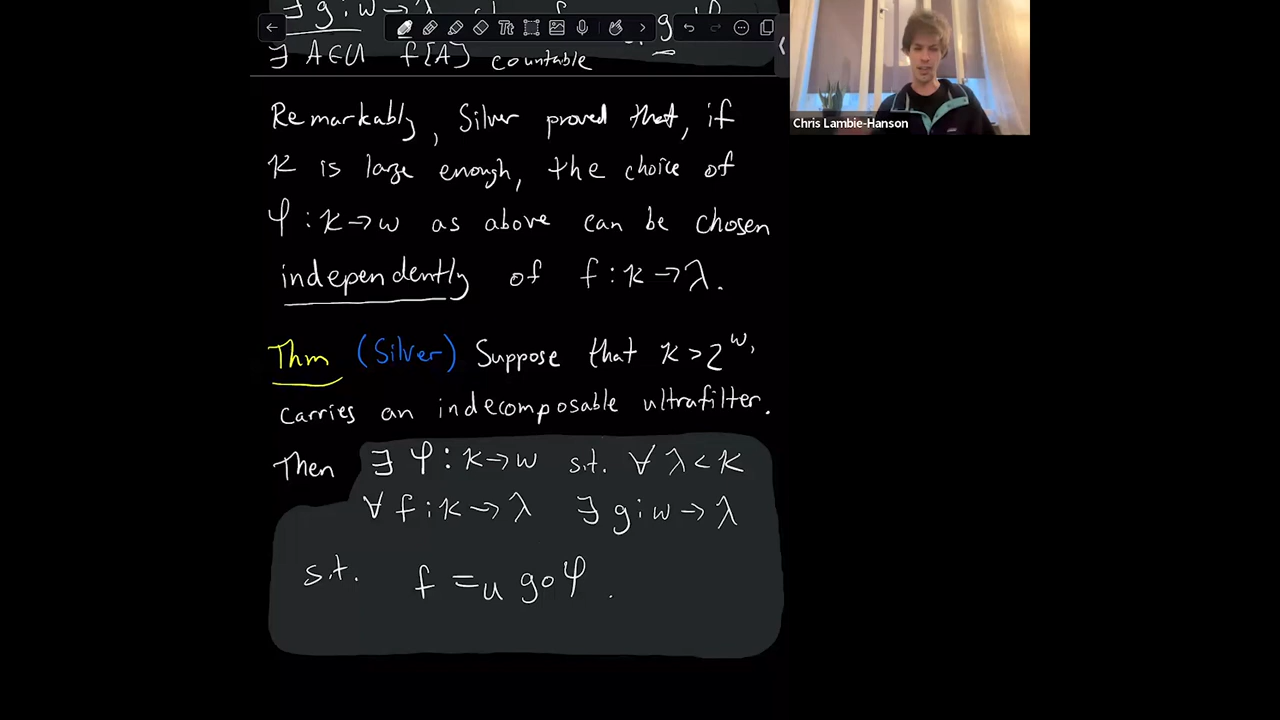 ∃ g : ω → λ
∃ A ∈ U f[A] countable
Remarkably, Silver proved that, if
κ is large enough, the choice of
φ : κ → ω as above can be chosen
independently of f : κ → λ.
Thm (Silver) Suppose that κ > 2^ω,
carries an indecomposable ultrafilter.
Then ∃ φ : κ → ω s.t. ∀ λ < κ
∀ f : κ → λ ∃ g : ω → λ
s.t. f =_U g ∘ φ .
Chris Lambie-Hanson